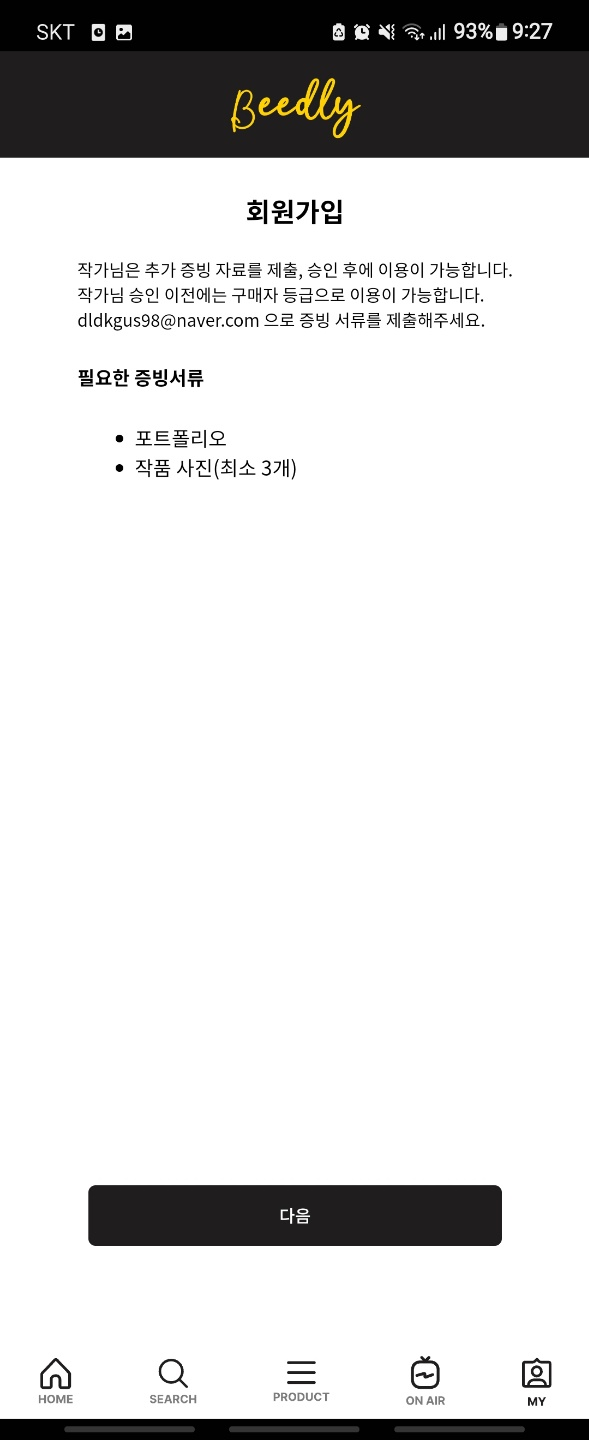 SKT
93% 9:27
Beedly
회원가입
작가님은 추가 증빙 자료를 제출, 승인 후에 이용이 가능합니다.
작가님 승인 이전에는 구매자 등급으로 이용이 가능합니다.
dldkgus98@naver.com 으로 증빙 서류를 제출해주세요.
필요한 증빙서류
포트폴리오
작품 사진(최소 3개)
다음
HOME
SEARCH
PRODUCT
ON AIR
MY